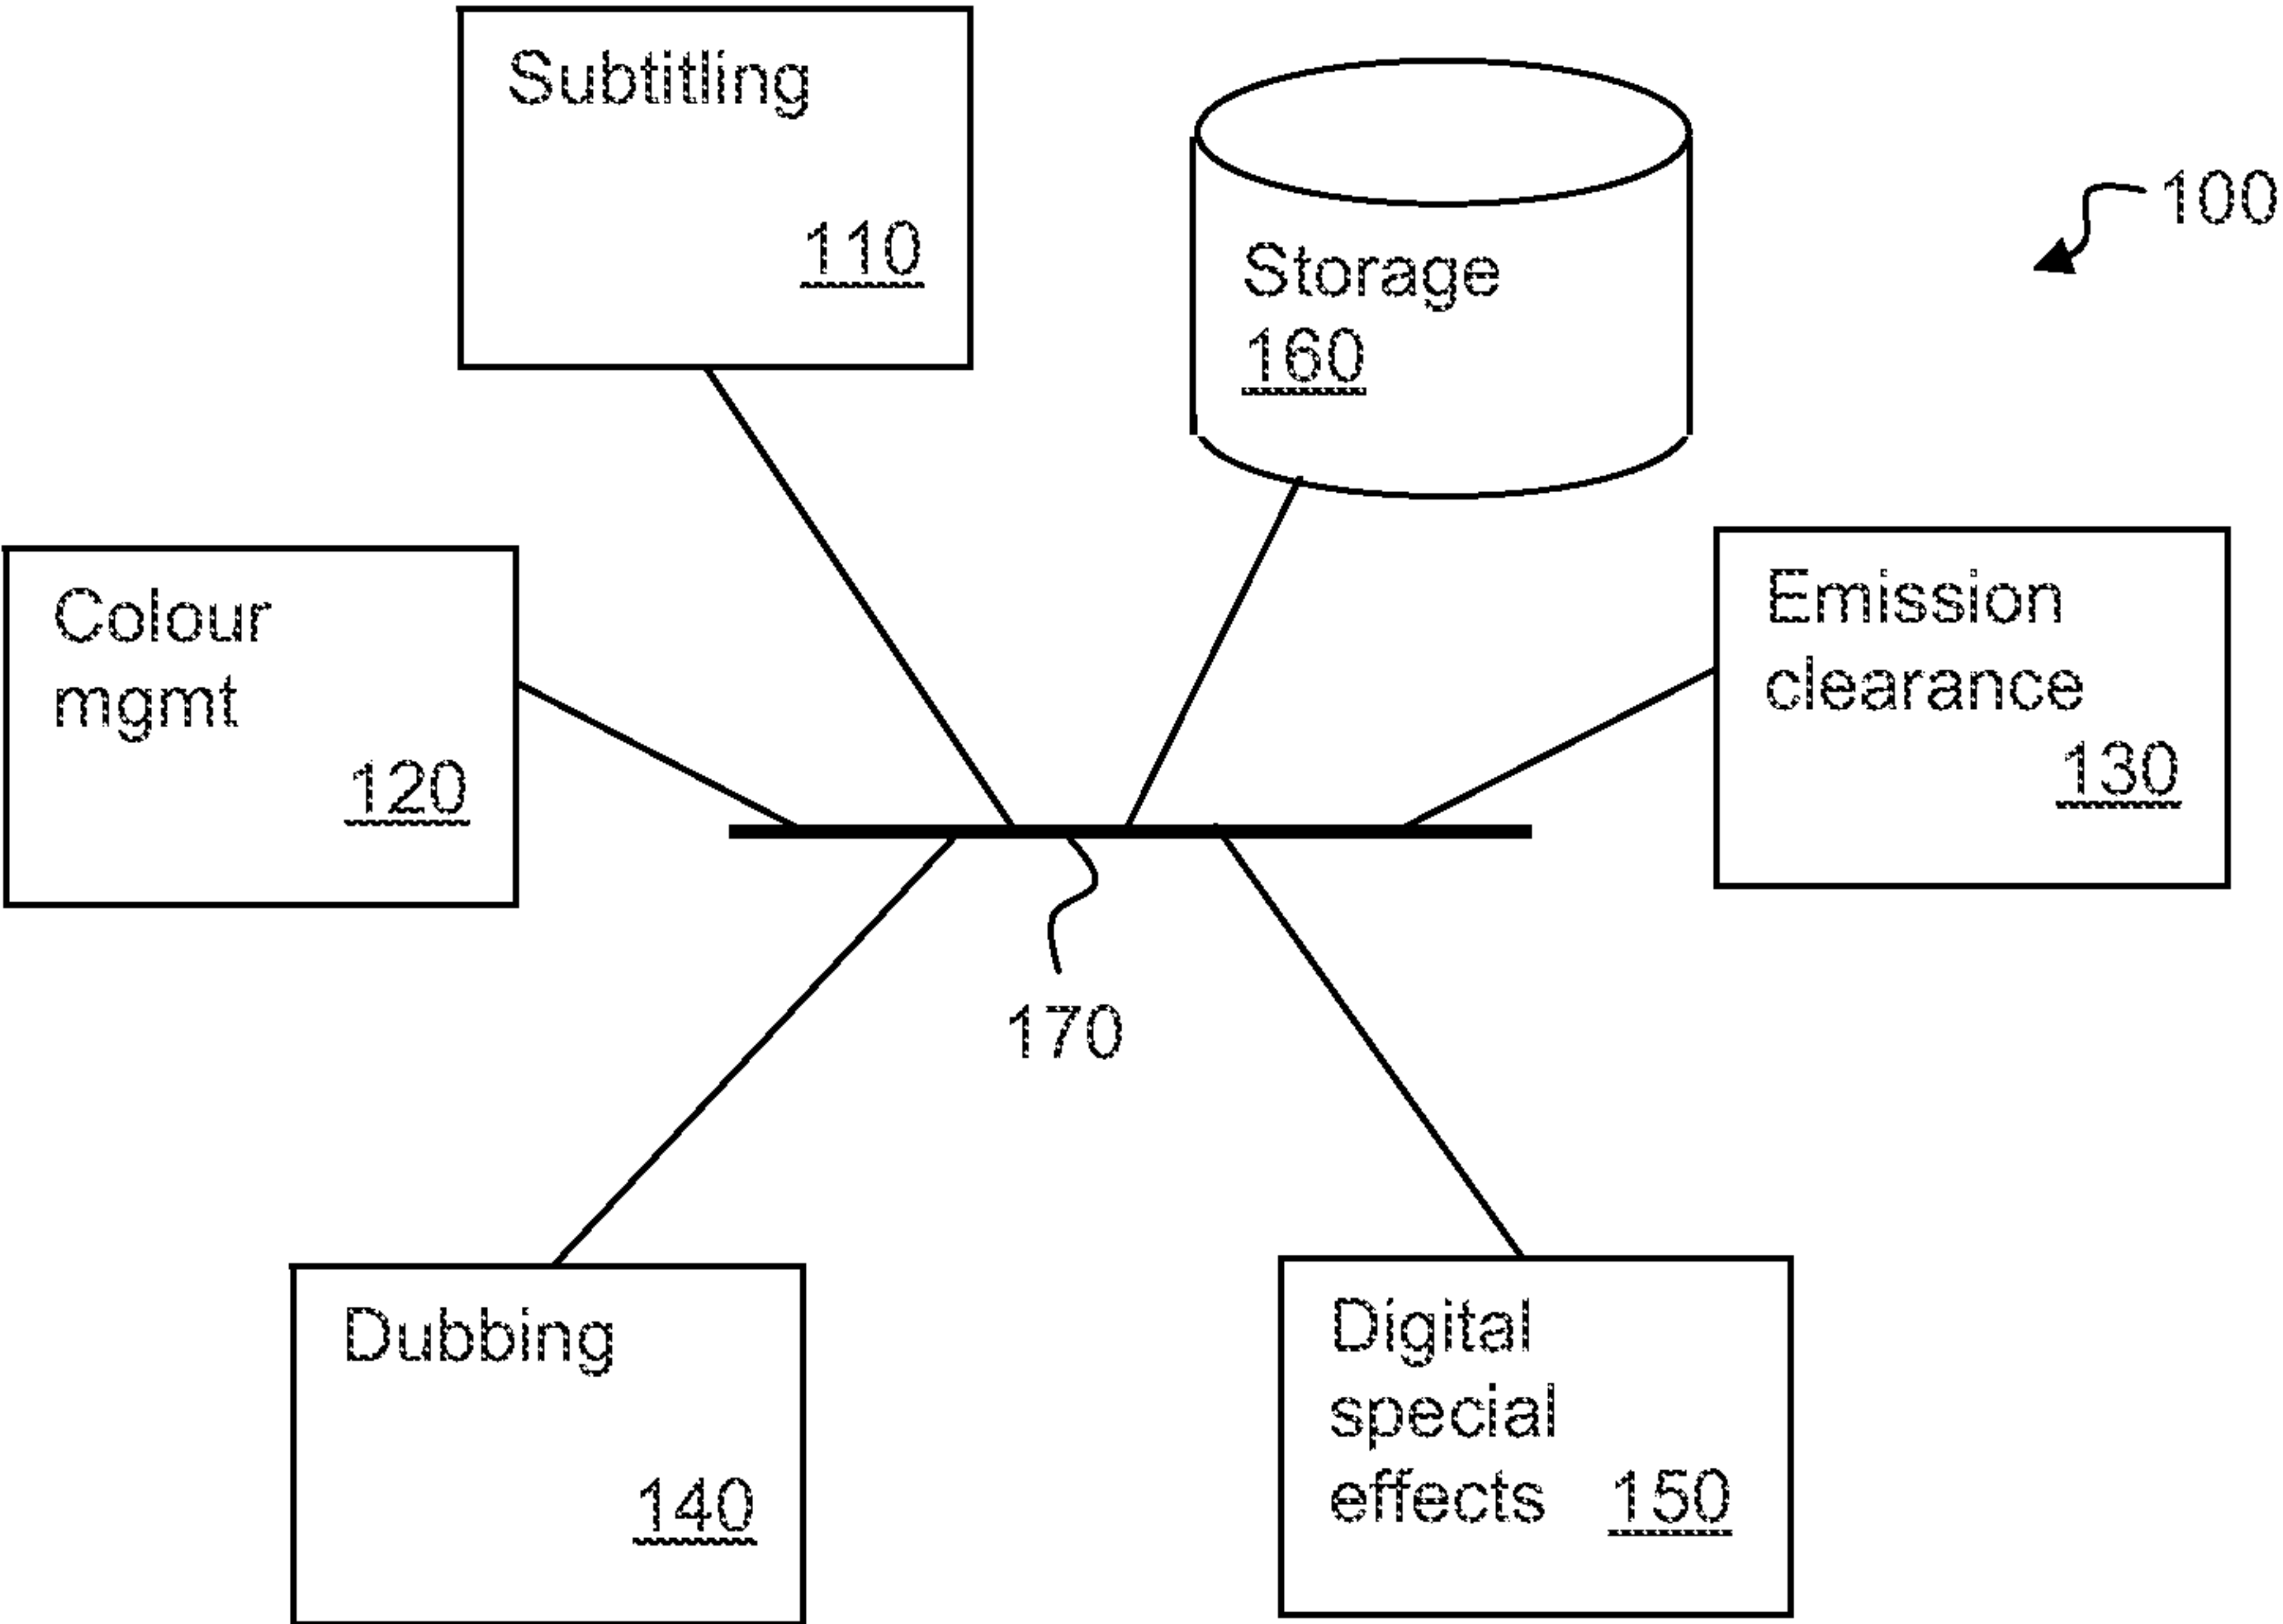 Subtitling
110
Storage
160
100
Colour
mgmt
120
Emission
clearance
130
170
Dubbing
140
Digital
special
effects 150